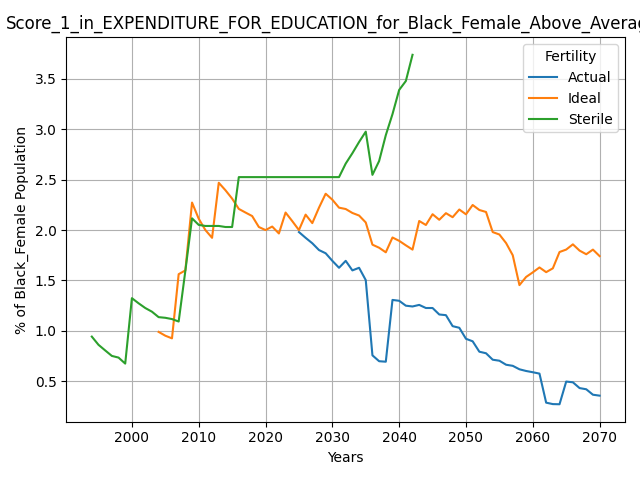 Score_1_in_EXPENDITURE_FOR_EDUCATION_for_Black_Female_Above_Averag
Fertility
Actual
Ideal
Sterile
% of Black_Female Population
3.5
3.0
2.5
2.0
1.5
1.0
0.5
2000 2010 2020 2030 2040 2050 2060 2070
Years